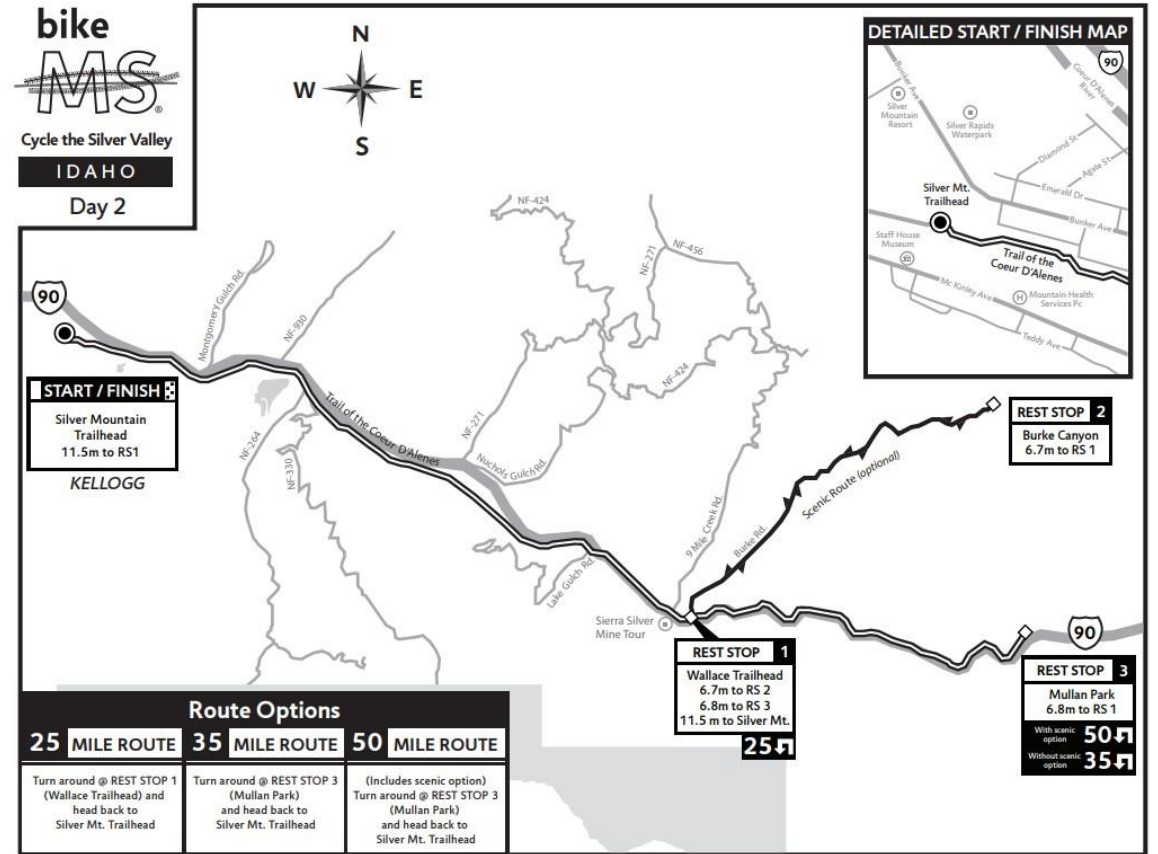 bike
MS®
Cycle the Silver Valley
IDAHO
Day 2
N
W
E
S
DETAILED START / FINISH MAP
90
Coeur D'Alenes
River
Bunker Ave
Silver
Mountain
Resort
Silver Rapids
Waterpark
Diamond St
Agate St
Emerald Dr
Bunker Ave
Silver Mt.
Trailhead
Staff House
Museum
Trail of the
Coeur D'Alenes
Mc Kinley Ave
H
Mountain Health
Services Pc
Teddy Ave
NF-424
NF-271
NF-456
Montgomery Gulch Rd.
NF-930
90
START / FINISH
Silver Mountain
Trailhead
11.5m to RS1
KELLOGG
NF-264
NF-330
Trail of the Coeur D'Alenes
NF-271
Nuchols Gulch Rd.
NF-424
9 Mile Creek Rd.
Burke Rd.
Scenic Route (optional)
REST STOP 2
Burke Canyon
6.7m to RS 1
Lake Gulch Rd.
Sierra Silver
Mine Tour
REST STOP 1
Wallace Trailhead
6.7m to RS 2
6.8m to RS 3
11.5 m to Silver Mt.
25
90
REST STOP 3
Mullan Park
6.8m to RS 1
With scenic
option
50
Without scenic
option
35
Route Options
25 MILE ROUTE
Turn around @ REST STOP 1
(Wallace Trailhead) and
head back to
Silver Mt. Trailhead
35 MILE ROUTE
Turn around @ REST STOP 3
(Mullan Park)
and head back to
Silver Mt. Trailhead
50 MILE ROUTE
(Includes scenic option)
Turn around @ REST STOP 3
(Mullan Park)
and head back to
Silver Mt. Trailhead